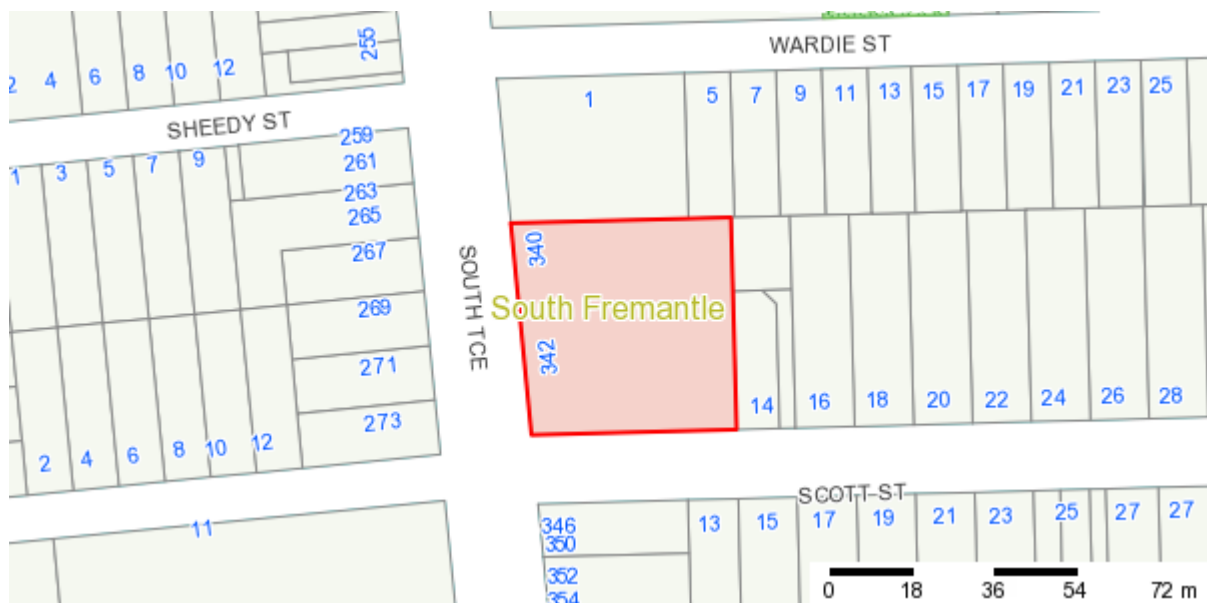 WARDIE ST
255
2 4 6 8 10 12
1 5 7 9 11 13 15 17 19 21 23 25
SHEEDY ST
259
1 3 5 7 9 261
263
265
340
267
SOUTH TCE
South Fremantle
269
342
271
14 16 18 20 22 24 26 28
273
2 4 6 8 10 12
SCOTT ST
346 13 15 17 19 21 23 25 27 27
11
350
352
354
0 18 36 54 72 m